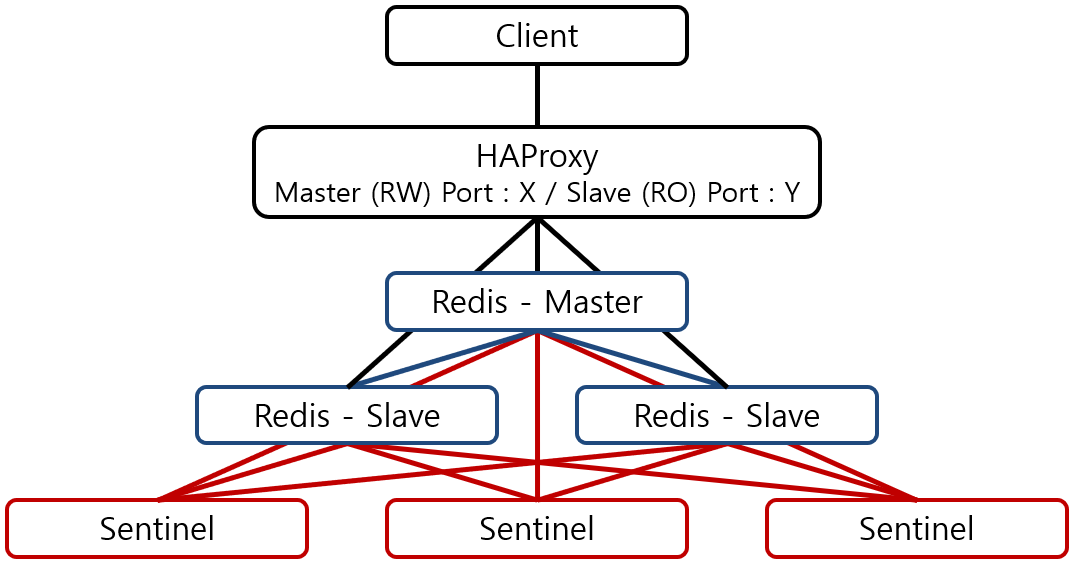 Client
HAProxy
Master (RW) Port : X / Slave (RO) Port : Y
Redis - Master
Redis - Slave
Redis - Slave
Sentinel
Sentinel
Sentinel